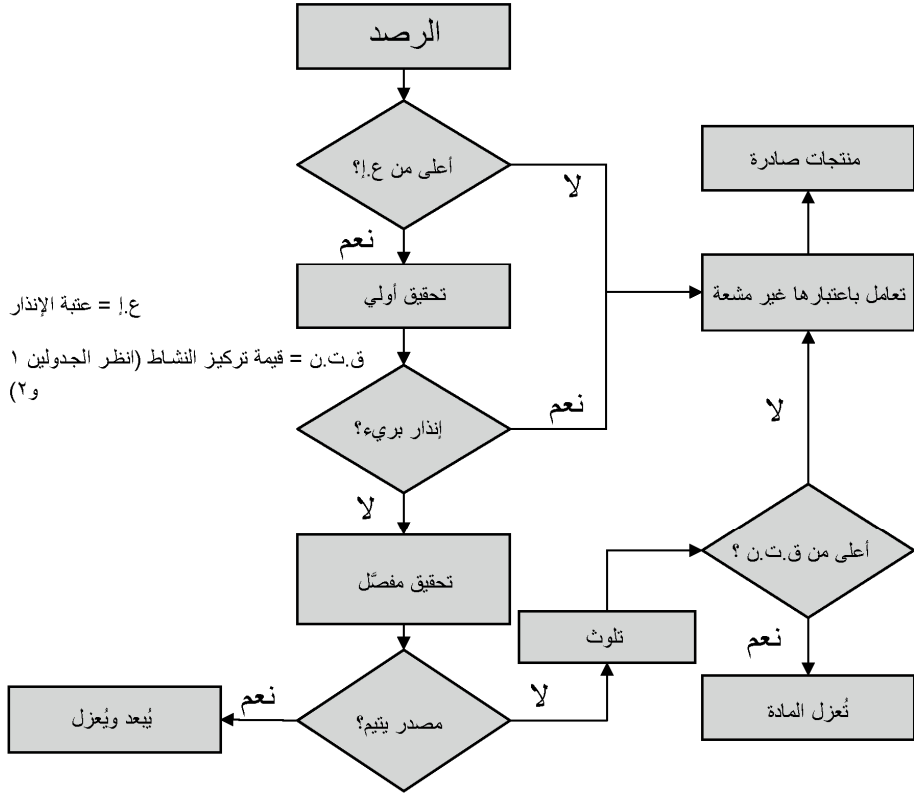 الرصد
أعلى من ع.إ؟
لا
نعم
منتجات صادرة
تحقيق أولي
تعامل باعتبارها غير مشعة
ع.إ = عتبة الإنذار
ق.ت.ن = قيمة تركيز النشاط (انظر الجدولين ١
و٢)
إنذار بريء؟
نعم
لا
لا
تحقيق مفصَّل
أعلى من ق.ت.ن ؟
تلوث
نعم
مصدر يتيم؟
نعم
لا
يُبعد ويُعزل
تُعزل المادة